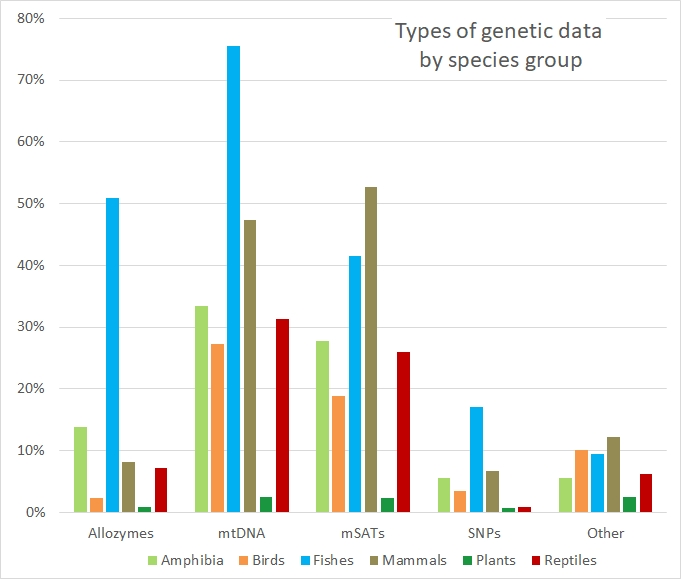 Types of genetic data
by species group
80%
70%
60%
50%
40%
30%
20%
10%
0%
Allozymes mtDNA mSATs SNPs Other
Amphibia Birds Fishes Mammals Plants Reptiles